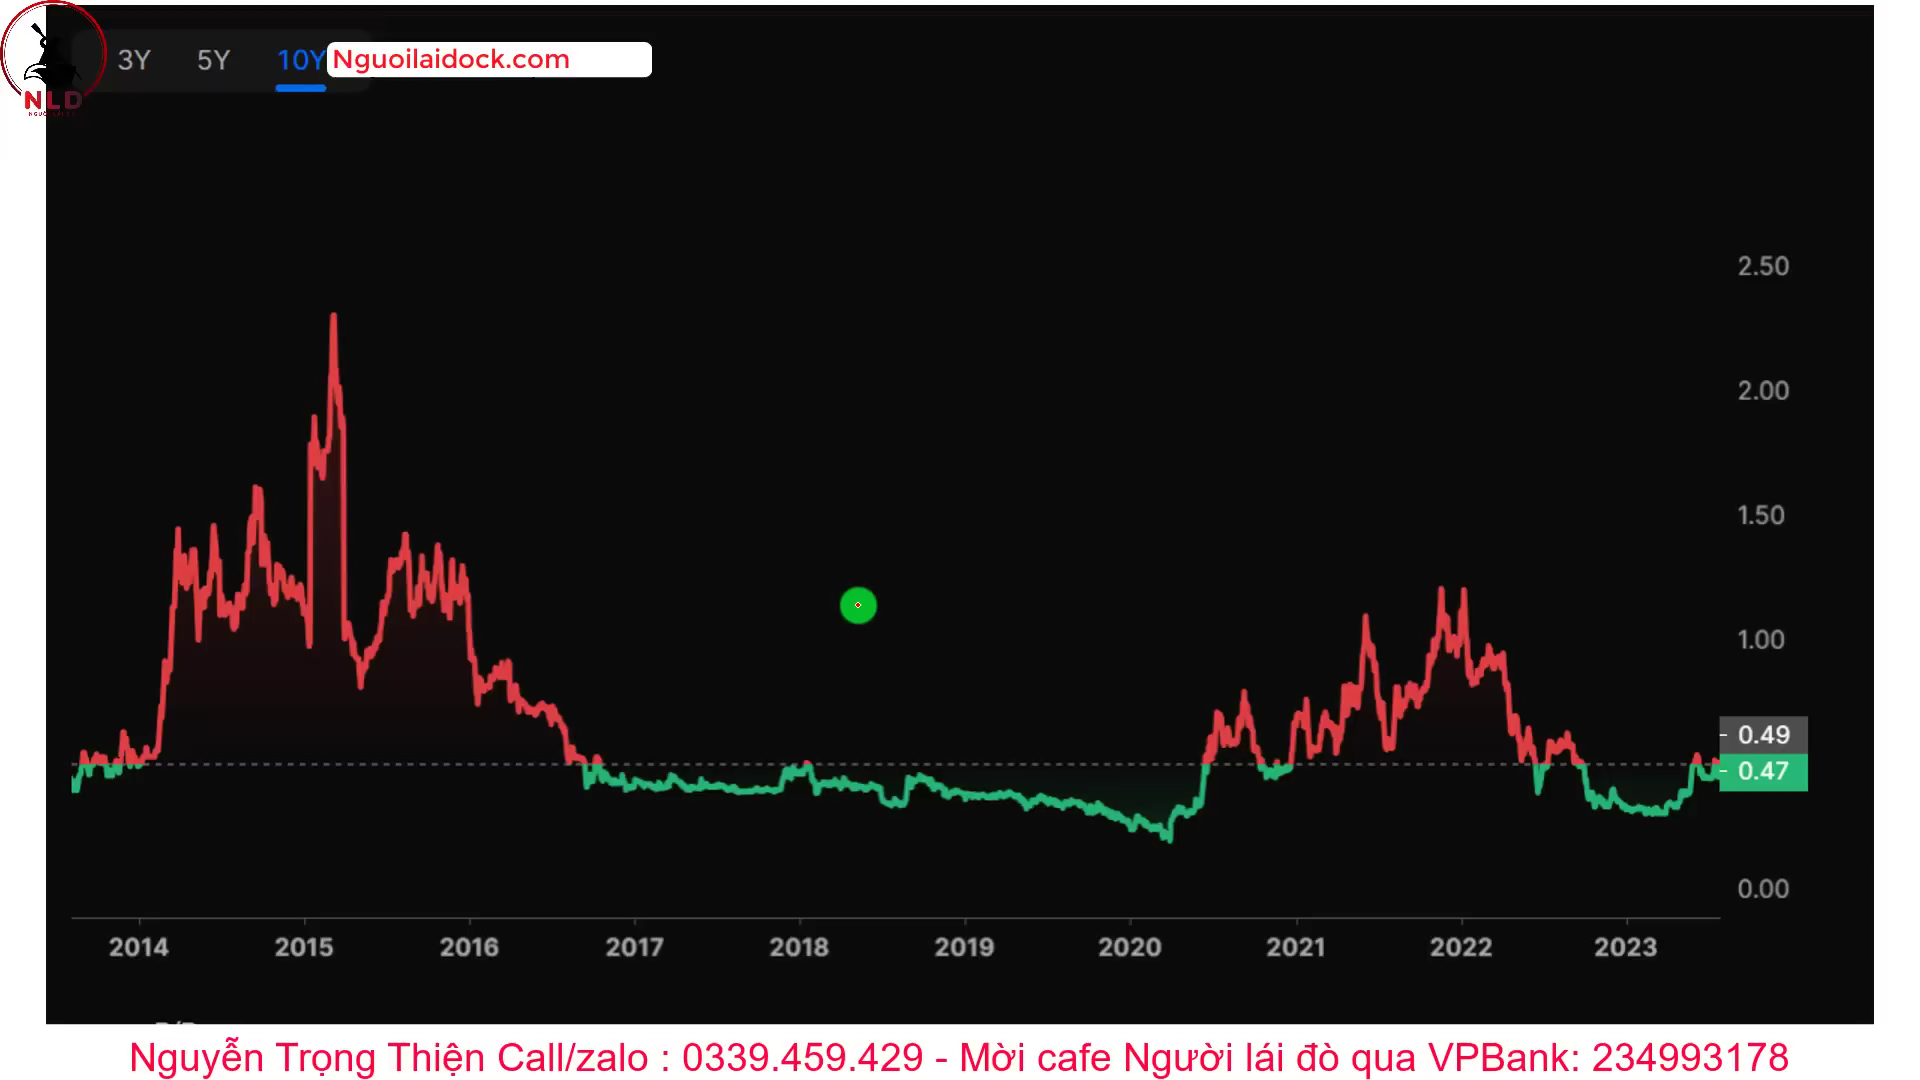 3Y 5Y 10Y Nguoilaidock.com
NLD
2.50
2.00
1.50
1.00
0.49
0.47
0.00
2014 2015 2016 2017 2018 2019 2020 2021 2022 2023
Nguyễn Trọng Thiện Call/zalo : 0339.459.429 - Mời cafe Người lái đò qua VPBank: 234993178